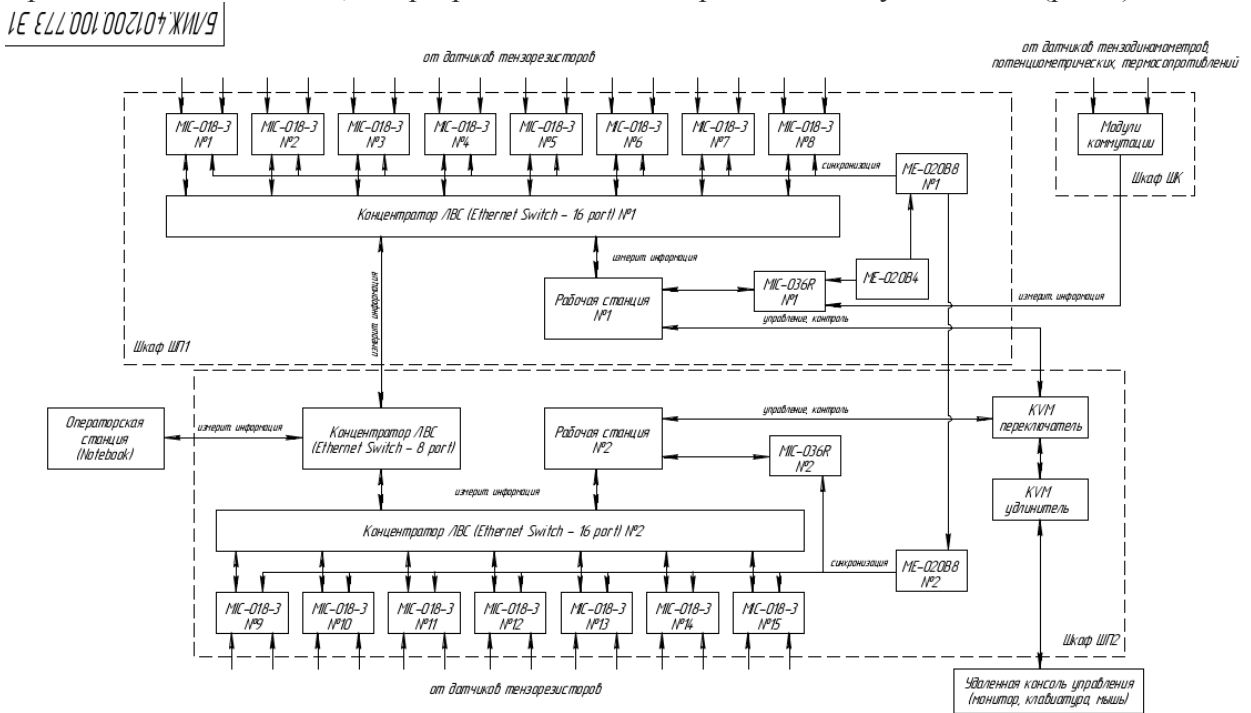 БЛИЖ.401200.100.773 Э1
от датчиков тензорезисторов
от датчиков тензодинамометров,
потенциометрических, термосопротивлений
MIC-018-3
№1
MIC-018-3
№2
MIC-018-3
№3
MIC-018-3
№4
MIC-018-3
№5
MIC-018-3
№6
MIC-018-3
№7
MIC-018-3
№8
синхронизация
ME-020B8
№1
Модули
коммутации
Шкаф ШК
Концентратор ЛВС (Ethernet Switch - 16 port) №1
измерит. информация
измерит. информация
Рабочая станция
№1
MIC-036R
№1
ME-020B4
измерит. информация
управление, контроль
Шкаф ШП1
Операторская
станция
(Notebook)
измерит. информация
Концентратор ЛВС
(Ethernet Switch - 8 port)
Рабочая станция
№2
управление, контроль
KVM
переключатель
MIC-036R
№2
измерит. информация
KVM
удлинитель
Концентратор ЛВС (Ethernet Switch - 16 port) №2
синхронизация
ME-020B8
№2
MIC-018-3
№9
MIC-018-3
№10
MIC-018-3
№11
MIC-018-3
№12
MIC-018-3
№13
MIC-018-3
№14
MIC-018-3
№15
Шкаф ШП2
от датчиков тензорезисторов
Удаленная консоль управления
(монитор, клавиатура, мышь)